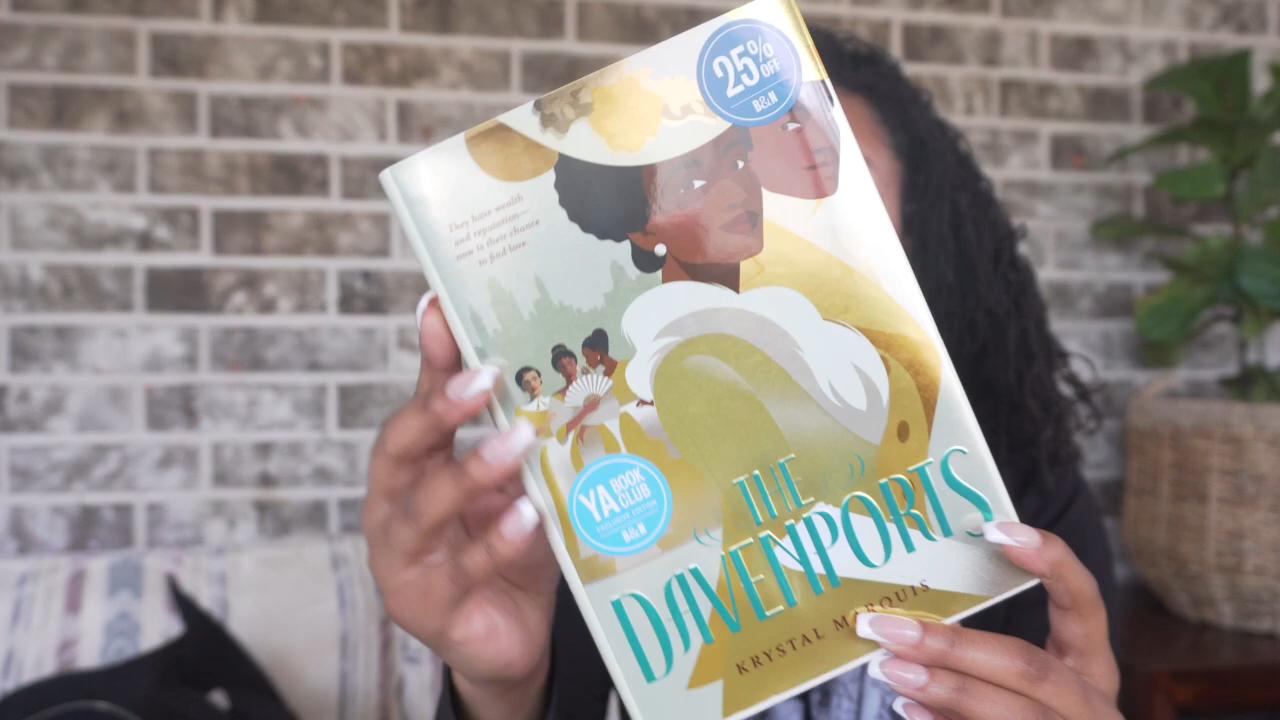 25%
OFF
B&N
They have wealth
and reputation—
now is their chance
to find love.
YA
BOOK
CLUB
EXCLUSIVE EDITION
B&N
THE
DAVENPORTS
KRYSTAL MARQUIS